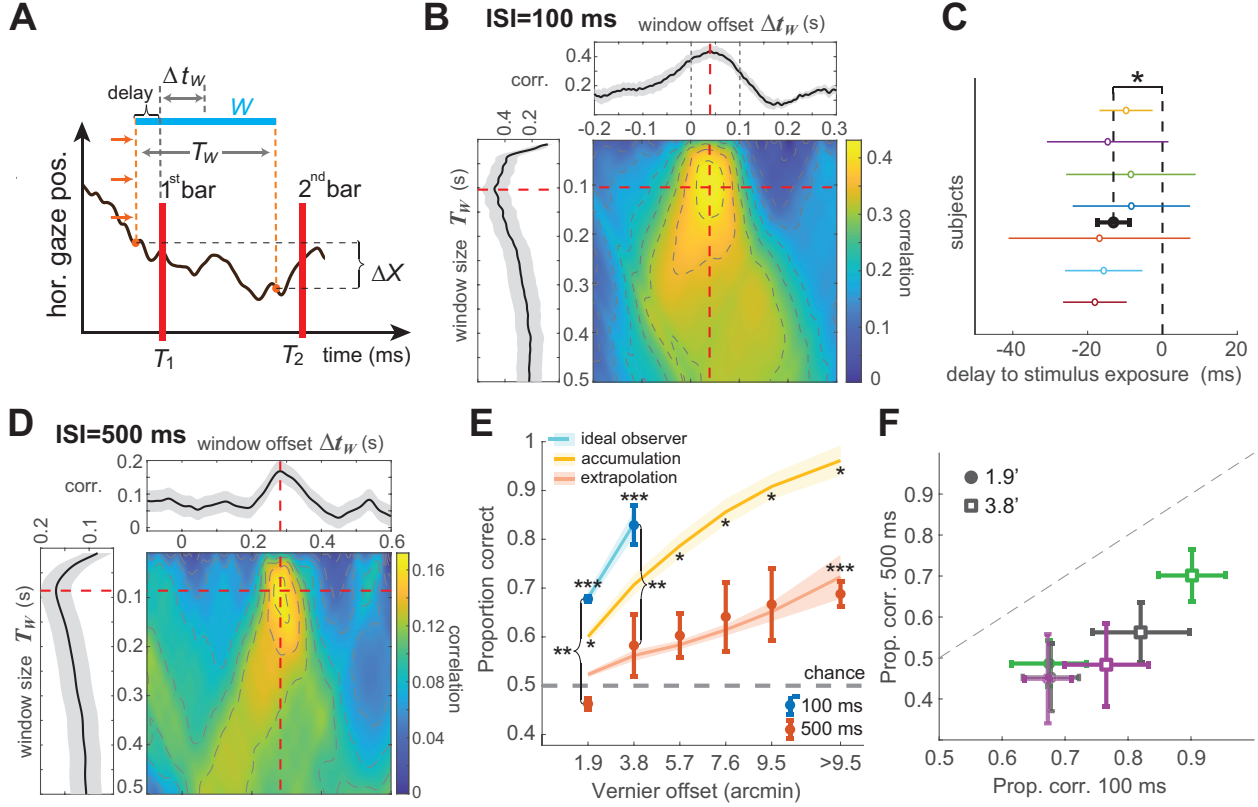 A
delay
Δt_W
W
T_W
1st bar
2nd bar
ΔX
hor. gaze pos.
T1
T2
time (ms)
B
ISI=100 ms
window offset Δt_W (s)
corr.
0.4
0.2
-0.2
-0.1
0
0.1
0.2
0.3
0.4
0.2
window size T_W (s)
0.1
0.2
0.3
0.4
0.5
0.4
0.3
0.2
0.1
0
correlation
C
*
subjects
-40
-20
0
20
delay to stimulus exposure (ms)
D
ISI=500 ms
window offset Δt_W (s)
corr.
0.2
0.1
0
0
0.2
0.4
0.6
0.2
0.1
window size T_W (s)
0.1
0.2
0.3
0.4
0.5
0.16
0.12
0.08
0.04
0
correlation
E
ideal observer
accumulation
extrapolation
Proportion correct
1
0.9
0.8
0.7
0.6
0.5
0.4
***
***
**
**
*
*
*
*
*
***
chance
100 ms
500 ms
1.9
3.8
5.7
7.6
9.5
>9.5
Vernier offset (arcmin)
F
1.9'
3.8'
Prop. corr. 500 ms
0.9
0.8
0.7
0.6
0.5
0.4
0.5
0.6
0.7
0.8
0.9
Prop. corr. 100 ms